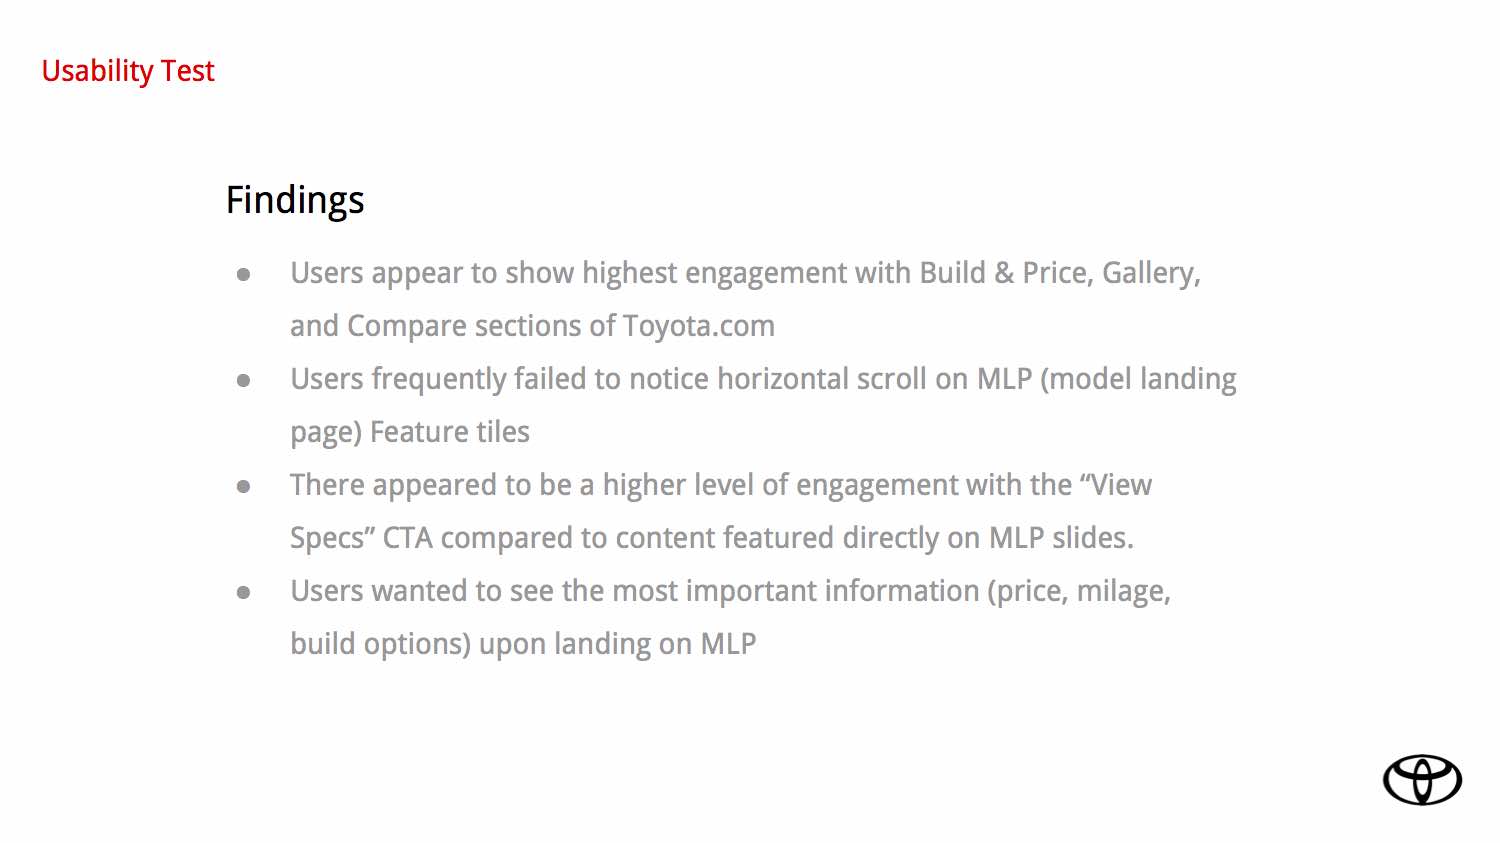 Usability Test
Findings
● Users appear to show highest engagement with Build & Price, Gallery,
and Compare sections of Toyota.com
● Users frequently failed to notice horizontal scroll on MLP (model landing
page) Feature tiles
● There appeared to be a higher level of engagement with the “View
Specs” CTA compared to content featured directly on MLP slides.
● Users wanted to see the most important information (price, milage,
build options) upon landing on MLP